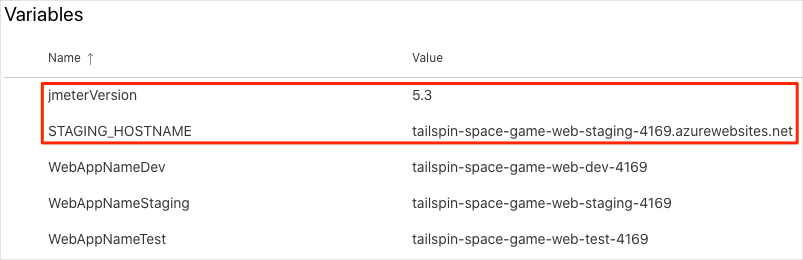 Variables
Name ↑ Value
jmeterVersion 5.3
STAGING_HOSTNAME tailspin-space-game-web-staging-4169.azurewebsites.net
WebAppNameDev tailspin-space-game-web-dev-4169
WebAppNameStaging tailspin-space-game-web-staging-4169
WebAppNameTest tailspin-space-game-web-test-4169